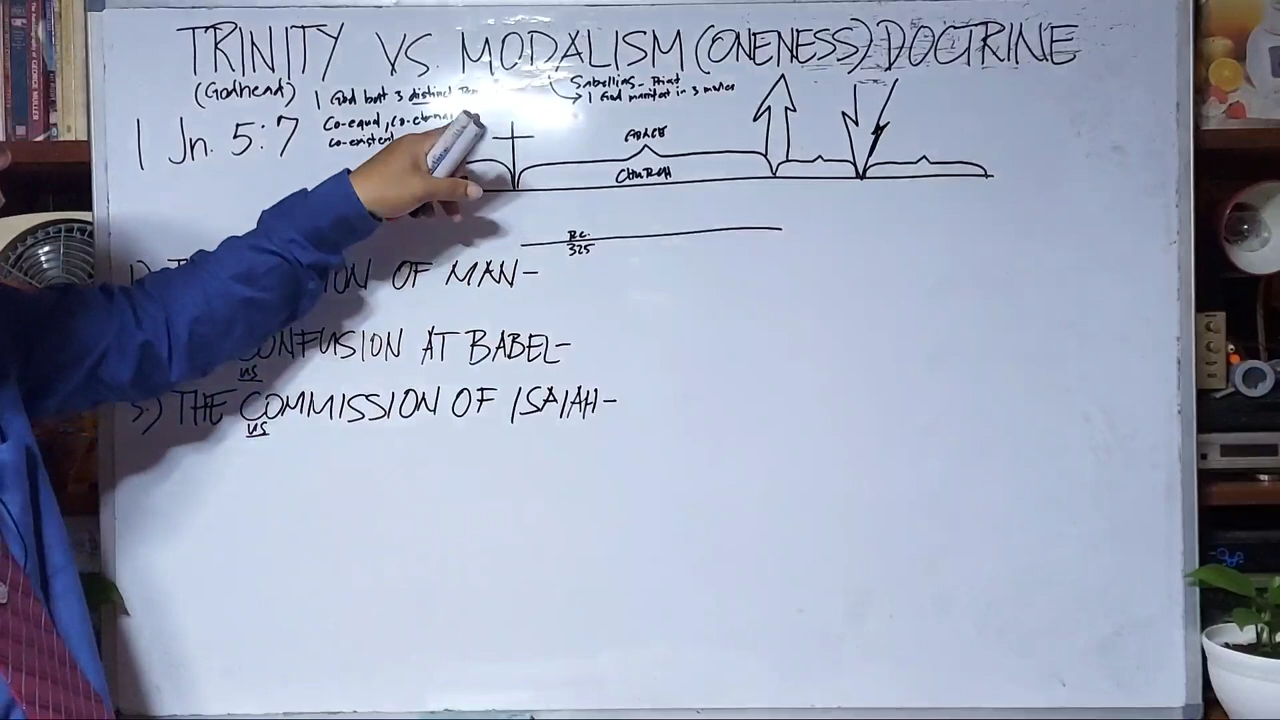 TRINITY VS. MODALISM (ONENESS) DOCTRINE
(Godhead) 1 God but 3 distinct
Sabellius - Priest
1 God manifest in 3 modes
1 Jn. 5:7
Co-equal, Co-eternal
co-existent
GRACE
CHURCH
R.C.
325
OF MAN-
CONFUSION AT BABEL-
us
3.) THE COMMISSION OF ISAIAH-
us
GEORGE MULLER